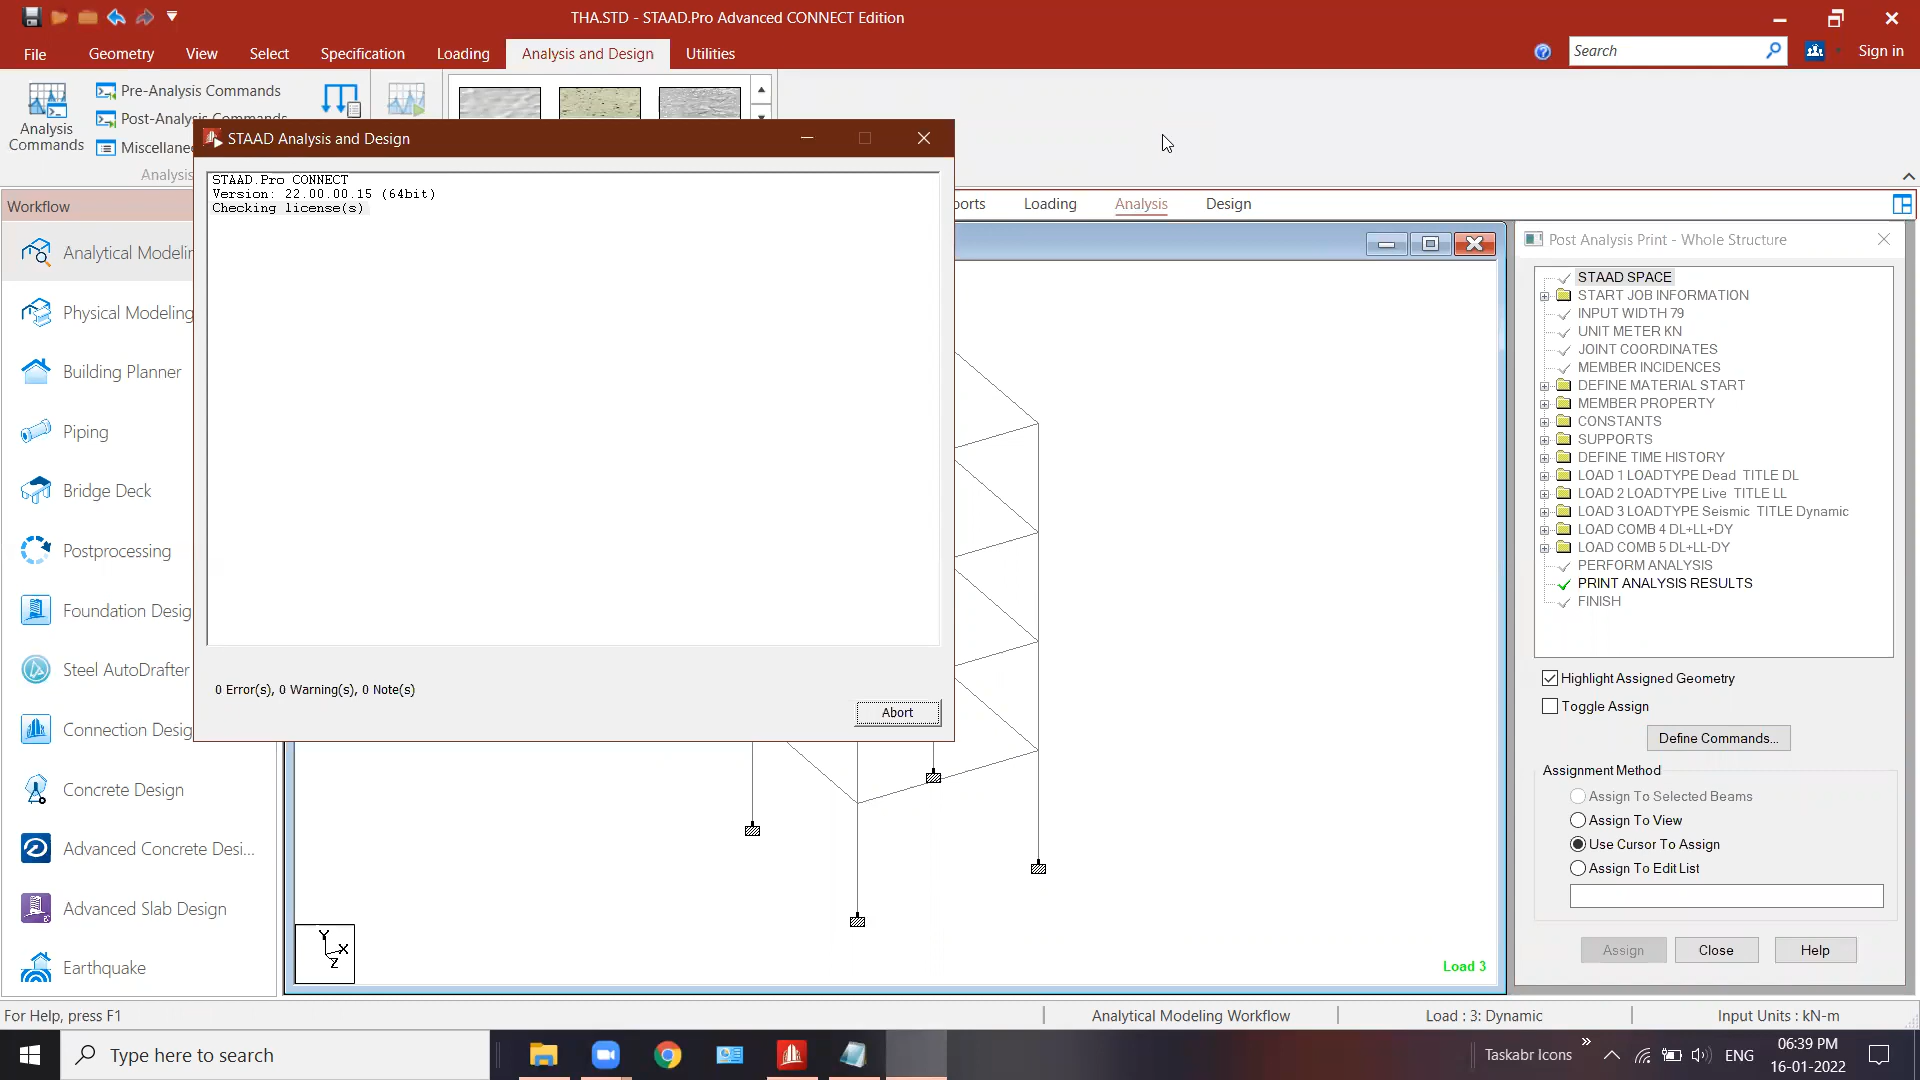 THA.STD - STAAD.Pro Advanced CONNECT Edition
File
Geometry
View
Select
Specification
Loading
Analysis and Design
Utilities
Search
Sign in
Analysis
Commands
Pre-Analysis Commands
Post-Analysis Commands
Miscellane
Analysis
STAAD Analysis and Design
STAAD.Pro CONNECT
Version: 22.00.00.15 (64bit)
Checking license(s)
0 Error(s), 0 Warning(s), 0 Note(s)
Abort
Workflow
Analytical Modelin
Physical Modeling
Building Planner
Piping
Bridge Deck
Postprocessing
Foundation Desig
Steel AutoDrafter
Connection Desig
Concrete Design
Advanced Concrete Desi...
Advanced Slab Design
Earthquake
ports
Loading
Analysis
Design
Y
X
Z
Load 3
Post Analysis Print - Whole Structure
STAAD SPACE
START JOB INFORMATION
INPUT WIDTH 79
UNIT METER KN
JOINT COORDINATES
MEMBER INCIDENCES
DEFINE MATERIAL START
MEMBER PROPERTY
CONSTANTS
SUPPORTS
DEFINE TIME HISTORY
LOAD 1 LOADTYPE Dead TITLE DL
LOAD 2 LOADTYPE Live TITLE LL
LOAD 3 LOADTYPE Seismic TITLE Dynamic
LOAD COMB 4 DL+LL+DY
LOAD COMB 5 DL+LL-DY
PERFORM ANALYSIS
PRINT ANALYSIS RESULTS
FINISH
Highlight Assigned Geometry
Toggle Assign
Define Commands...
Assignment Method
Assign To Selected Beams
Assign To View
Use Cursor To Assign
Assign To Edit List
Assign
Close
Help
For Help, press F1
Analytical Modeling Workflow
Load : 3: Dynamic
Input Units : kN-m
Type here to search
Taskabr Icons
ENG
06:39 PM
16-01-2022